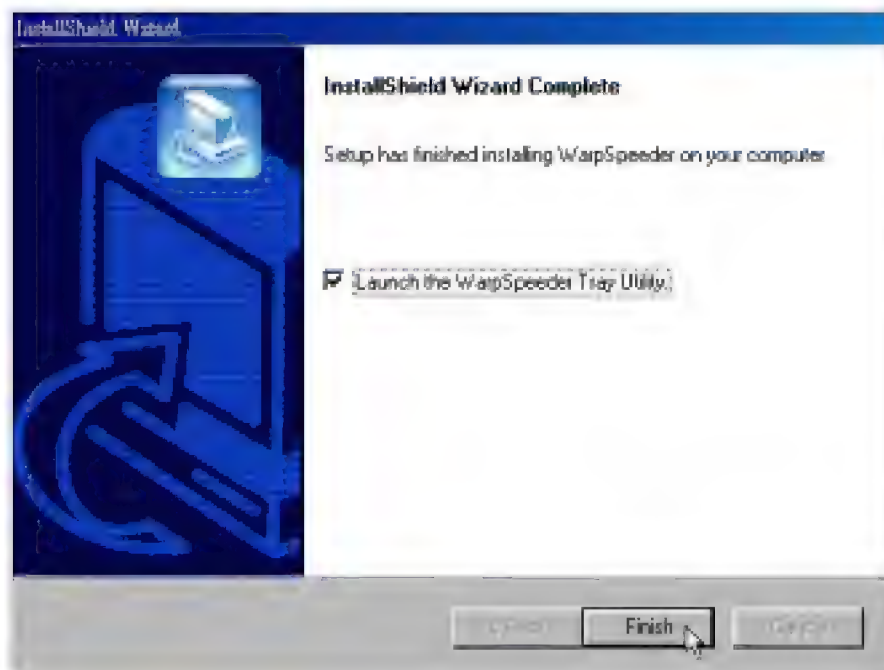 InstallShield Wizard
InstallShield Wizard Complete
Setup has finished installing WarpSpeeder on your computer
Launch the WarpSpeeder Tray Utility.
Finish